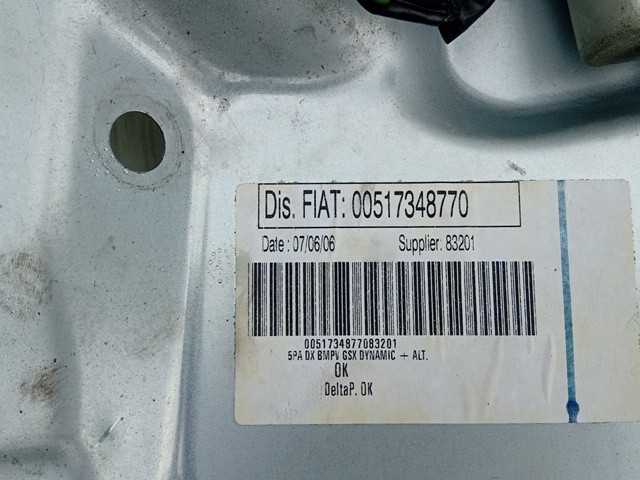 Dis. FIAT: 00517348770
Date : 07/06/06 Supplier. 83201
0051734877083201
5PA DX BMPV GSX DYNAMIC + ALT.
OK
DeltaP. OK